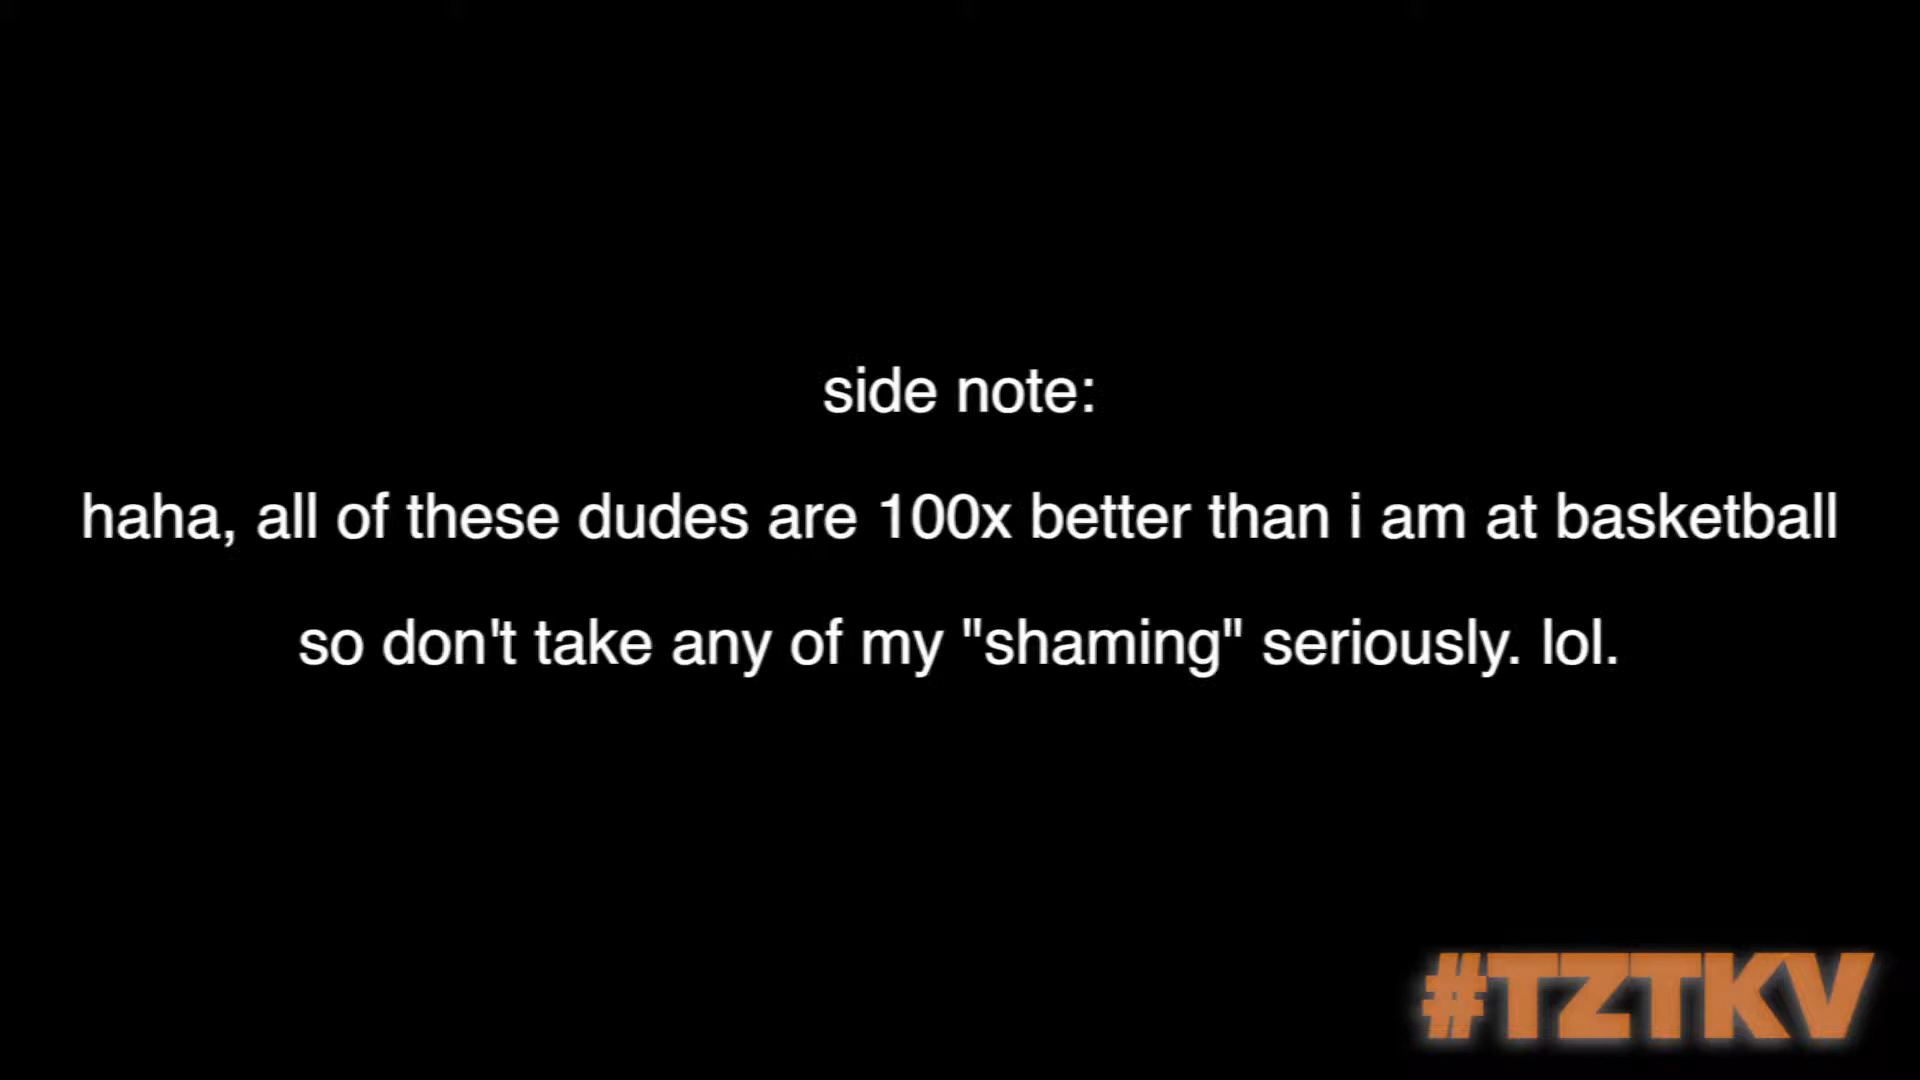 side note:
haha, all of these dudes are 100x better than i am at basketball
so don't take any of my "shaming" seriously. lol.
#TZTKV